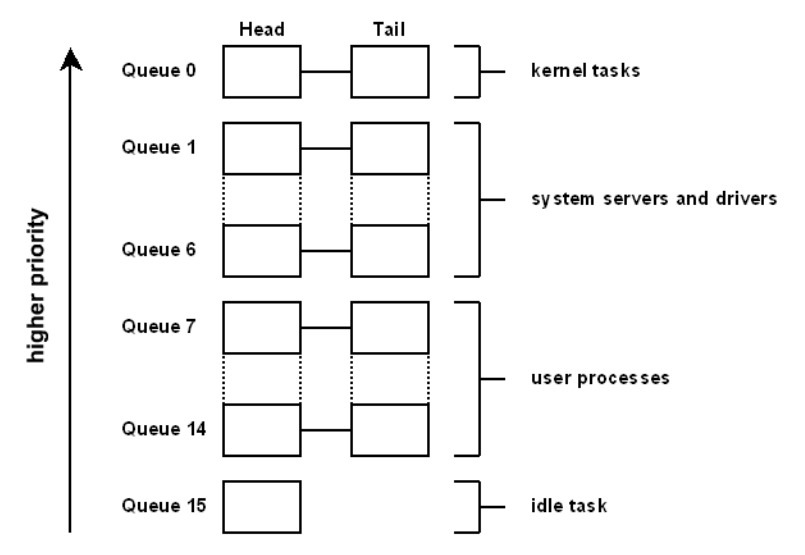 Head Tail
Queue 0 kernel tasks
Queue 1
system servers and drivers
Queue 6
higher priority
Queue 7
user processes
Queue 14
Queue 15 idle task